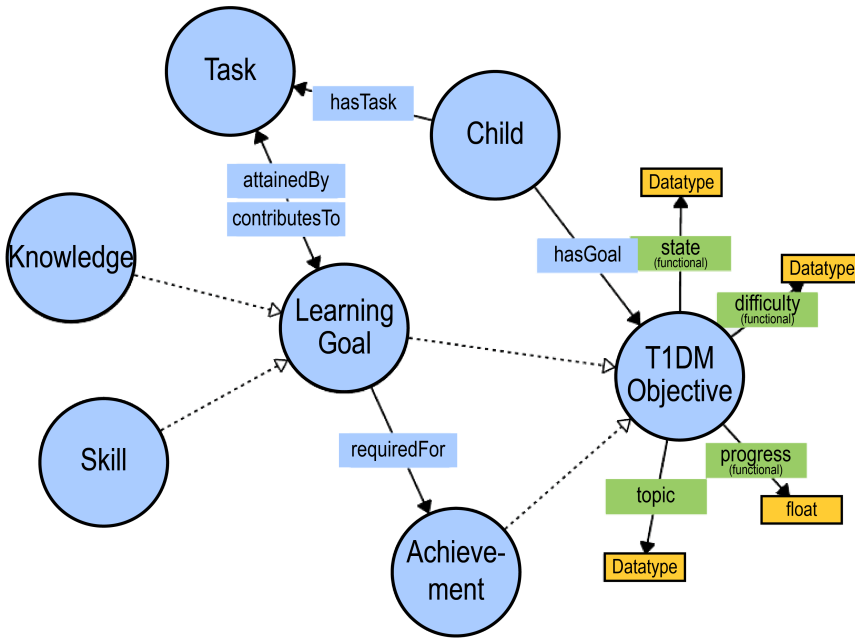 Task
hasTask
Child
attainedBy
contributesTo
Datatype
Knowledge
hasGoal
state
(functional)
Datatype
difficulty
(functional)
Learning
Goal
T1DM
Objective
Skill
requiredFor
progress
(functional)
topic
float
Achieve-
ment
Datatype